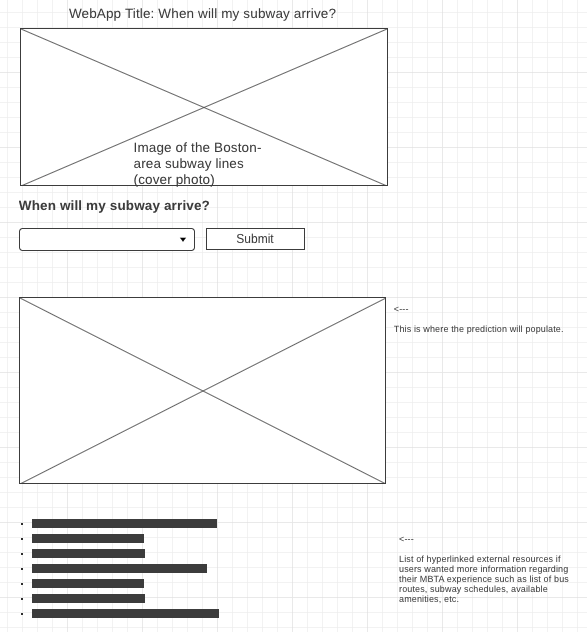 WebApp Title: When will my subway arrive?
Image of the Boston-
area subway lines
(cover photo)
When will my subway arrive?
Submit
<---
This is where the prediction will populate.
<---
List of hyperlinked external resources if
users wanted more information regarding
their MBTA experience such as list of bus
routes, subway schedules, available
amenities, etc.